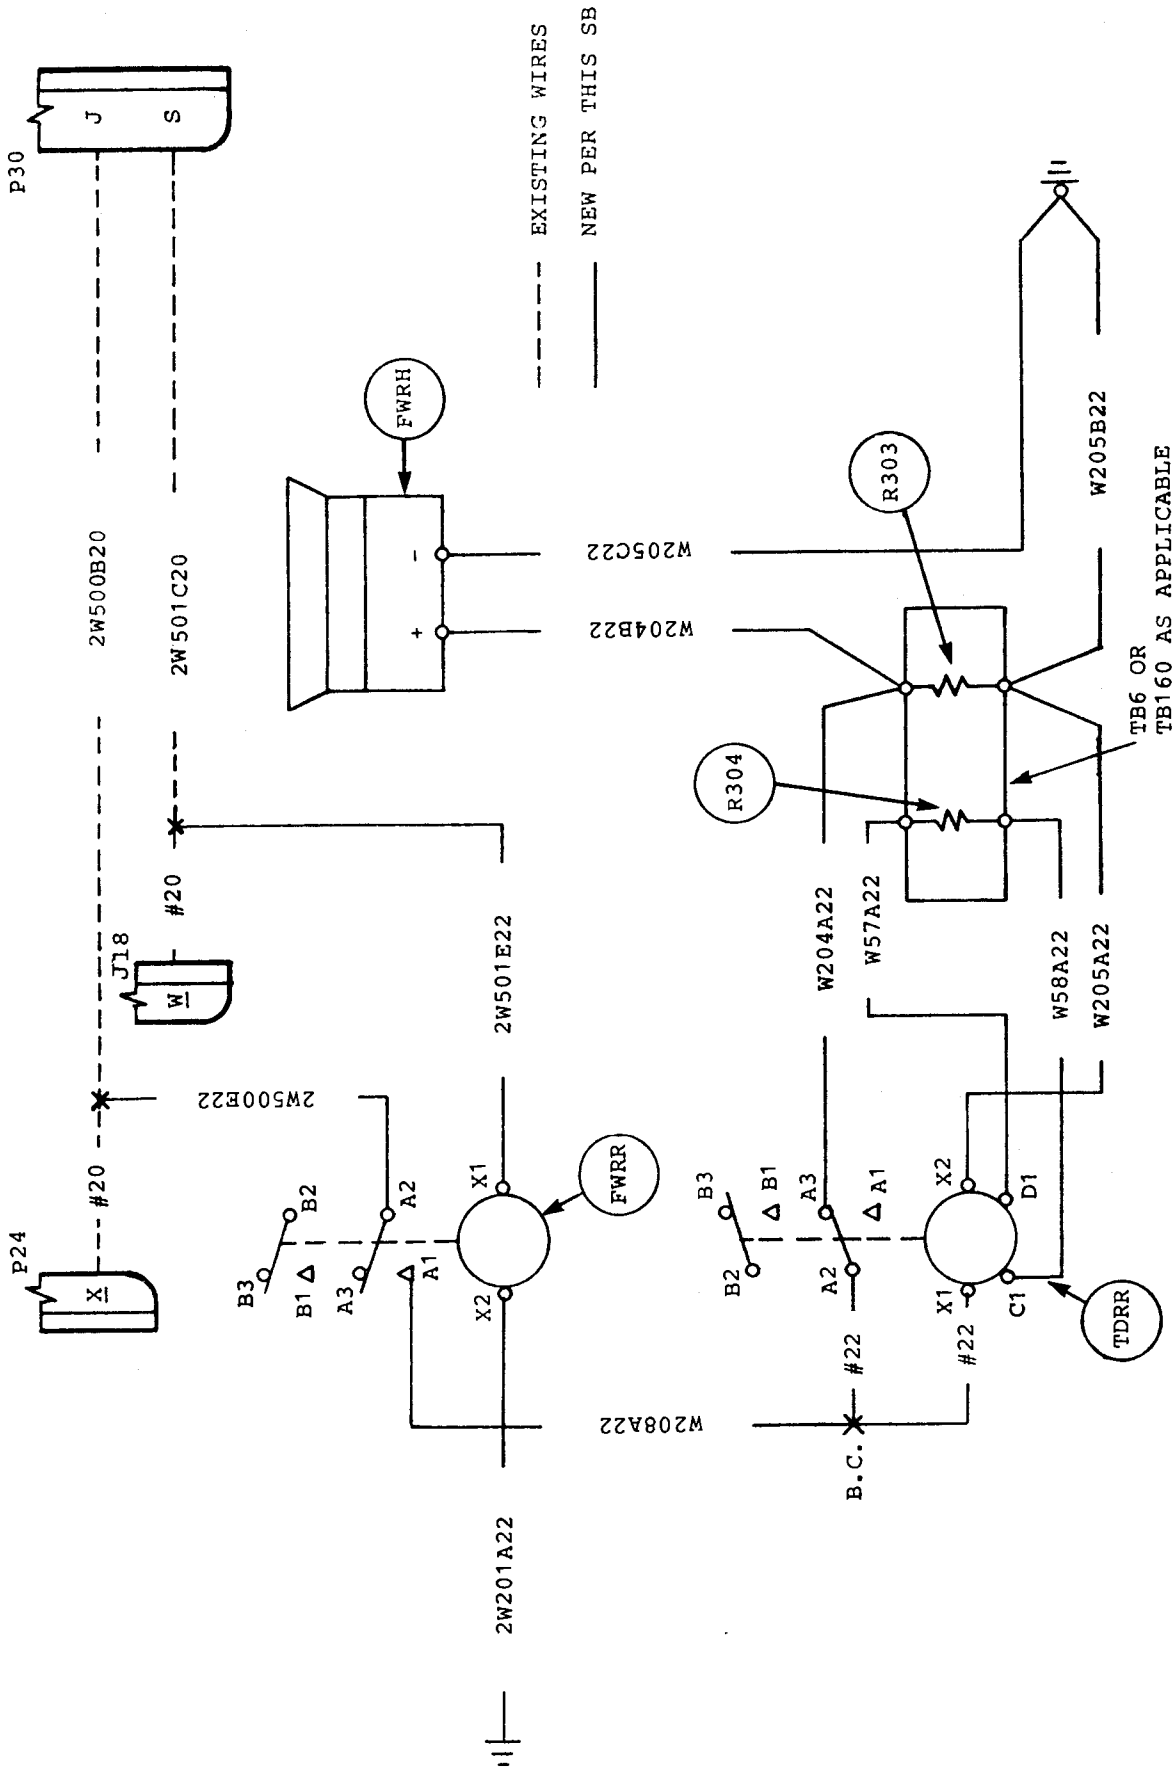 P30
J
S
P24
X
#20
2W500B20
J18
W
#20
2W501C20
2W500E22
2W501E22
B3
B2
B1
A3
A2
A1
X2
X1
FWRR
2W201A22
W208A22
FWRH
+
-
W204B22
W205C22
EXISTING WIRES
NEW PER THIS SB
B3
B2
B1
A3
A2
A1
X1
X2
C1
D1
#22
#22
B.C.
TDRR
W204A22
W57A22
W58A22
W205A22
R304
R303
W205B22
TB6 OR
TB160 AS APPLICABLE